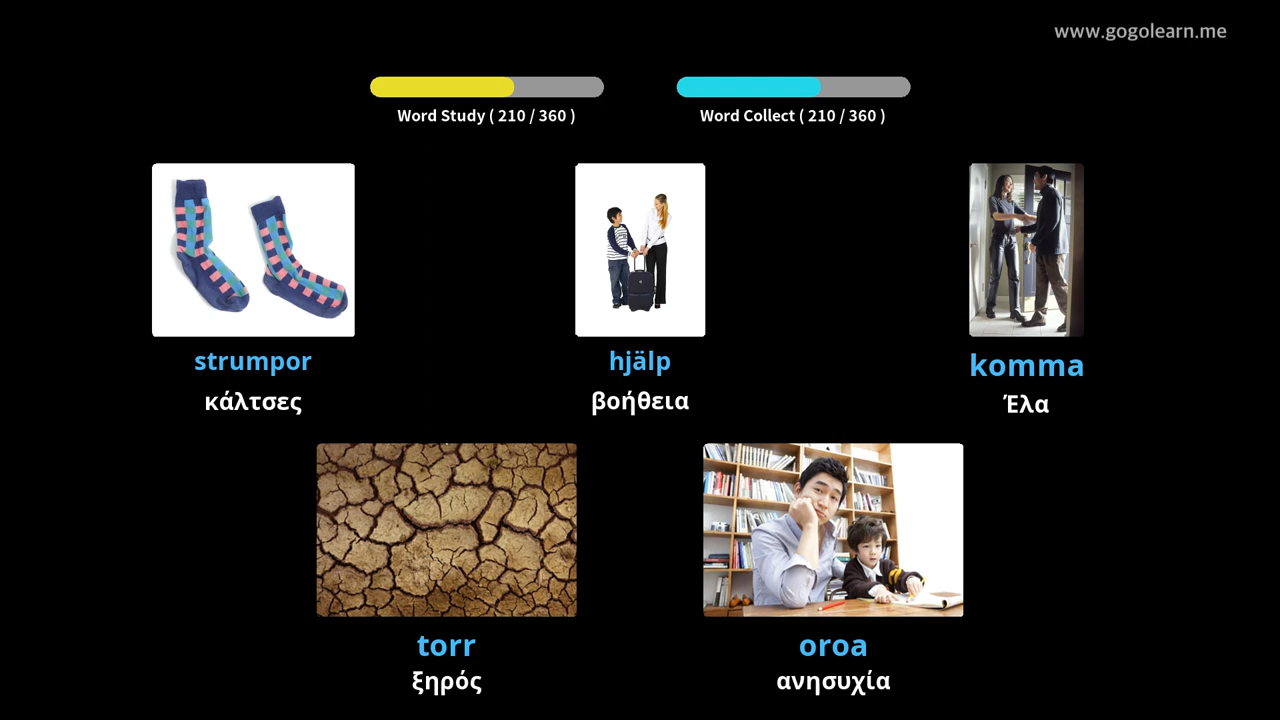 www.gogolearn.me
Word Study ( 210 / 360 )
Word Collect ( 210 / 360 )
strumpor
κάλτσες
hjälp
βοήθεια
komma
Έλα
torr
ξηρός
oroa
ανησυχία